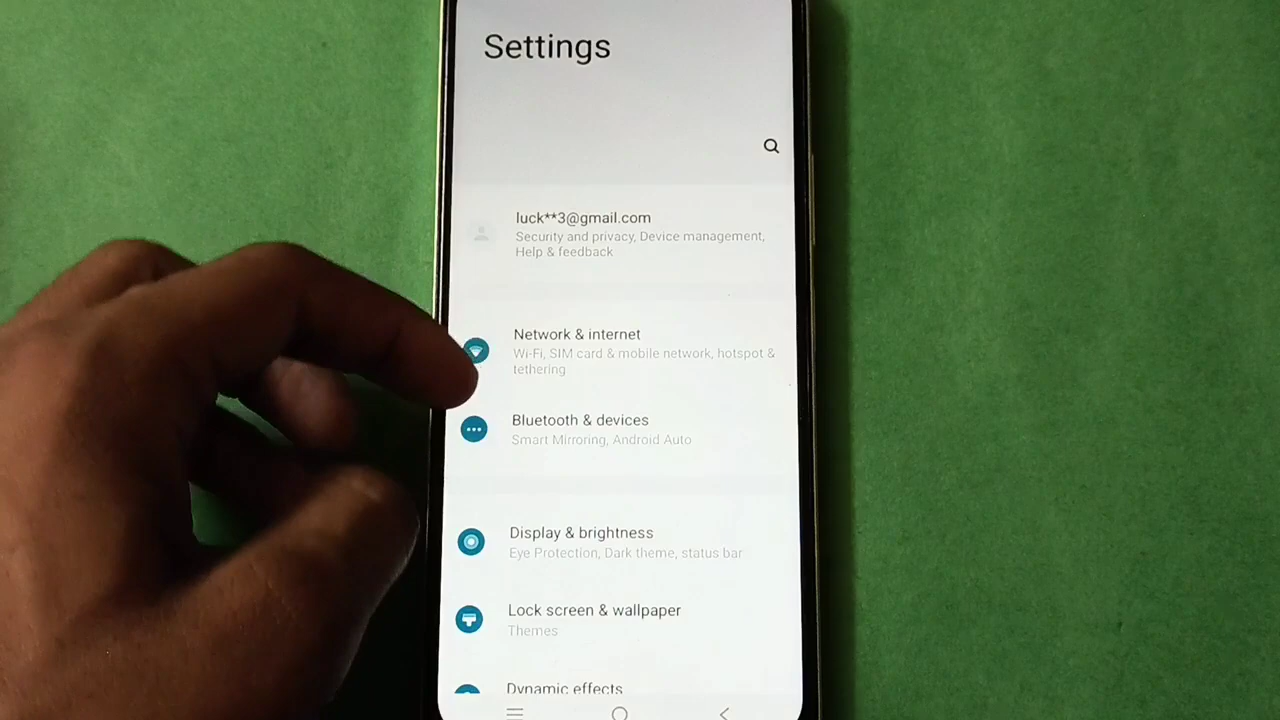 Settings
luck**3@gmail.com
Security and privacy, Device management,
Help & feedback
Network & internet
Wi-Fi, SIM card & mobile network, hotspot &
tethering
Bluetooth & devices
Smart Mirroring, Android Auto
Display & brightness
Eye Protection, Dark theme, status bar
Lock screen & wallpaper
Themes
Dynamic effects